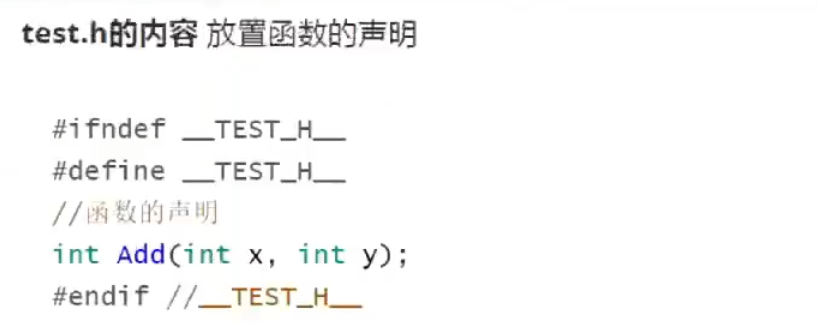 test.h的内容 放置函数的声明
#ifndef __TEST_H__
#define __TEST_H__
//函数的声明
int Add(int x, int y);
#endif //__TEST_H__